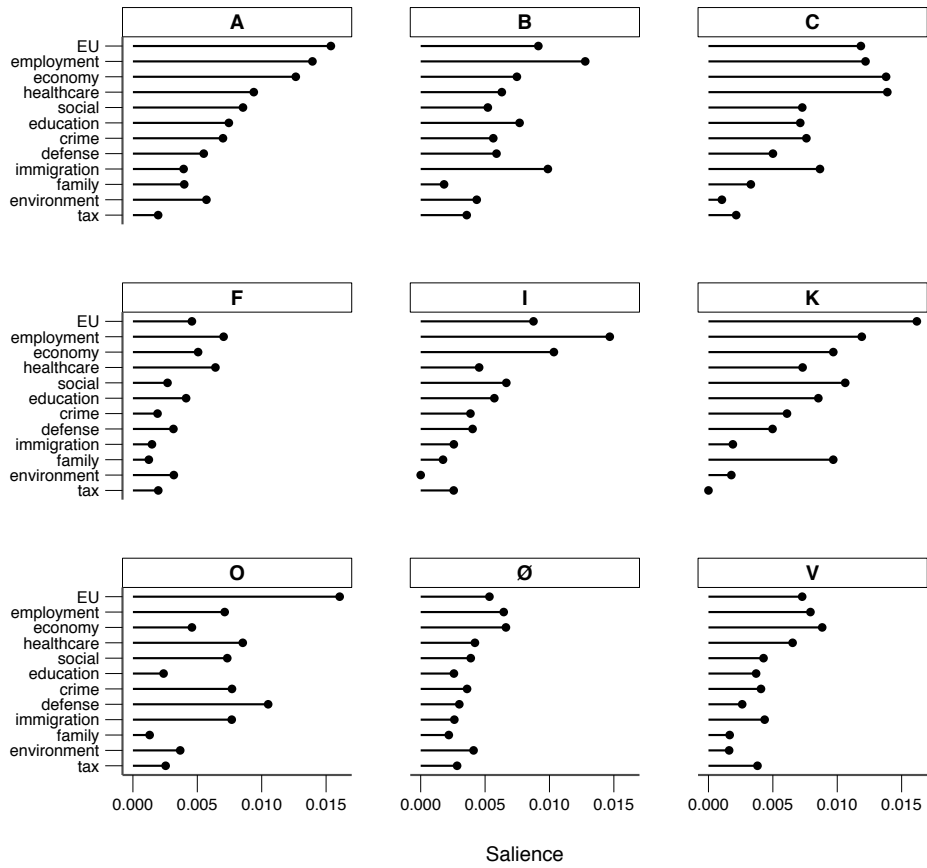 A B C
EU
employment
economy
healthcare
social
education
crime
defense
immigration
family
environment
tax
F I K
EU
employment
economy
healthcare
social
education
crime
defense
immigration
family
environment
tax
O Ø V
EU
employment
economy
healthcare
social
education
crime
defense
immigration
family
environment
tax
0.000 0.005 0.010 0.015 0.000 0.005 0.010 0.015 0.000 0.005 0.010 0.015
Salience